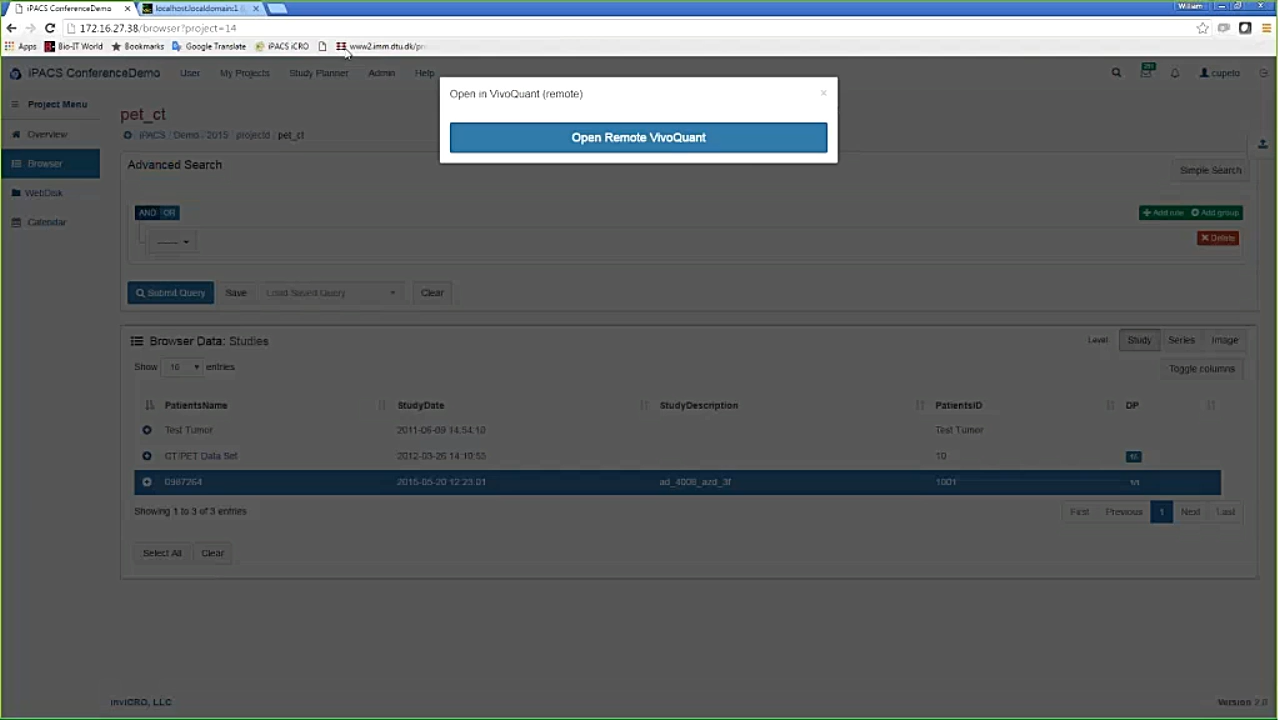 iPACS ConferenceDemo
localhost.localdomain:1
William
172.16.27.38/browser?project=14
Apps
Bio-IT World
Bookmarks
Google Translate
iPACS iCRO
www2.imm.dtu.dk/pr
iPACS ConferenceDemo
User
My Projects
Study Planner
Admin
Help
cupelo
Open in VivoQuant (remote)
×
Open Remote VivoQuant
Project Menu
Overview
Browser
WebDisk
Calendar
pet_ct
iPACS / Demo - 2015 / projectd / pet_ct
Advanced Search
Simple Search
AND OR
Add rule
Add group
Delete
Submit Query
Save
Load Saved Query
Clear
Browser Data: Studies
Level
Study
Series
Image
Show 10 entries
Toggle columns
PatientsName StudyDate StudyDescription PatientsID DP
Test Tumor 2011-06-09 14:54:10 Test Tumor
CT/PET Data Set 2012-03-26 14:10:55 10
0987264 2015-05-20 12:23:01 ad_4008_azd_3f 1001
Showing 1 to 3 of 3 entries
First Previous 1 Next Last
Select All
Clear
inviCRO, LLC
Version 2.0